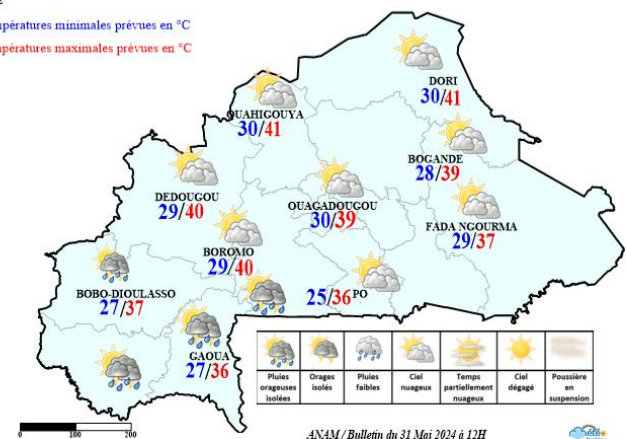 mpératures minimales prévues en °C
mpératures maximales prévues en °C
DORI
30/41
OUAHIGOUYA
30/41
BOGANDE
28/39
DEDOUGOU
29/40
OUAGADOUGOU
30/39
FADA NGOURMA
29/37
BOROMO
29/40
BOBO-DIOULASSO
27/37
25/36 PO
GAOUA
27/36
Pluies orageuses isolées
Orages isolés
Pluies faibles
Ciel nuageux
Temps partiellement nuageux
Ciel dégagé
Poussière en suspension
0 100 200
ANAM / Bulletin du 31 Mai 2024 à 12H